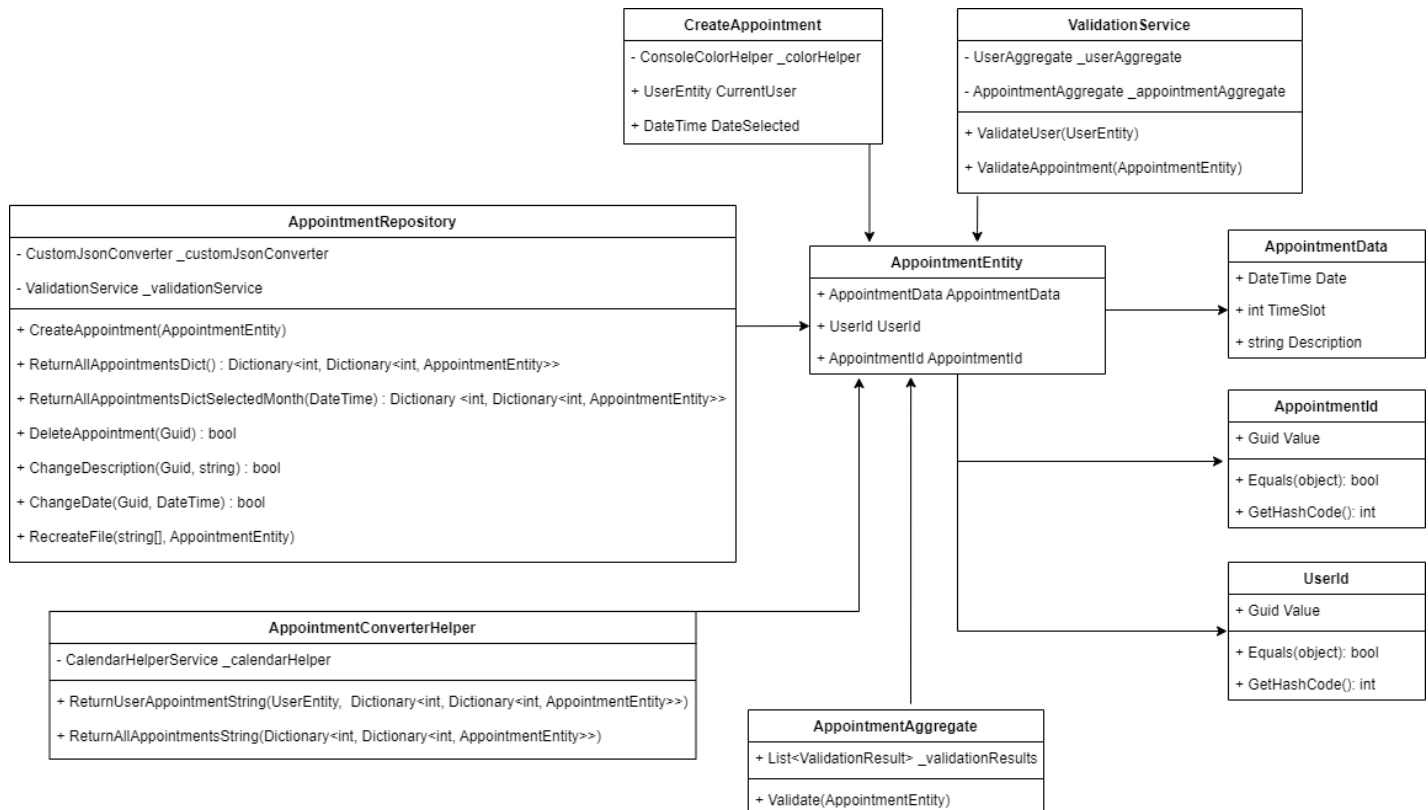 CreateAppointment
- ConsoleColorHelper _colorHelper
+ UserEntity CurrentUser
+ DateTime DateSelected
ValidationService
- UserAggregate _userAggregate
- AppointmentAggregate _appointmentAggregate
+ ValidateUser(UserEntity)
+ ValidateAppointment(AppointmentEntity)
AppointmentRepository
- CustomJsonConverter _customJsonConverter
- ValidationService _validationService
+ CreateAppointment(AppointmentEntity)
+ ReturnAllAppointmentsDict() : Dictionary<int, Dictionary<int, AppointmentEntity>>
+ ReturnAllAppointmentsDictSelectedMonth(DateTime) : Dictionary <int, Dictionary<int, AppointmentEntity>>
+ DeleteAppointment(Guid) : bool
+ ChangeDescription(Guid, string) : bool
+ ChangeDate(Guid, DateTime) : bool
+ RecreateFile(string[], AppointmentEntity)
AppointmentEntity
+ AppointmentData AppointmentData
+ UserId UserId
+ AppointmentId AppointmentId
AppointmentData
+ DateTime Date
+ int TimeSlot
+ string Description
AppointmentId
+ Guid Value
+ Equals(object): bool
+ GetHashCode(): int
UserId
+ Guid Value
+ Equals(object): bool
+ GetHashCode(): int
AppointmentConverterHelper
- CalendarHelperService _calendarHelper
+ ReturnUserAppointmentString(UserEntity, Dictionary<int, Dictionary<int, AppointmentEntity>>)
+ ReturnAllAppointmentsString(Dictionary<int, Dictionary<int, AppointmentEntity>>)
AppointmentAggregate
+ List<ValidationResult> _validationResults
+ Validate(AppointmentEntity)